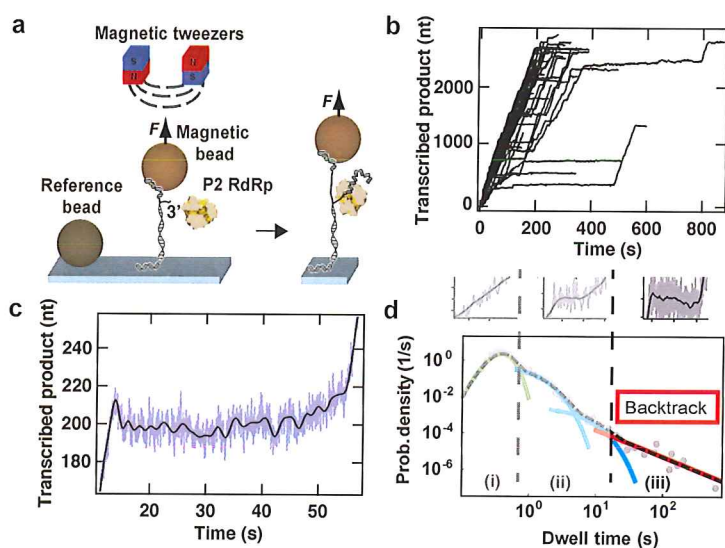 a
Magnetic tweezers
S
N
N
S
F
Magnetic
bead
Reference
bead
3'
P2 RdRp
F
b
Transcribed product (nt)
2000
1000
0
0
200
400
600
800
Time (s)
c
Transcribed product (nt)
240
220
200
180
160
20
30
40
50
Time (s)
d
Prob. density (1/s)
10^0
10^-2
10^-4
10^-6
Backtrack
(i)
(ii)
(iii)
10^0
10^1
10^2
Dwell time (s)